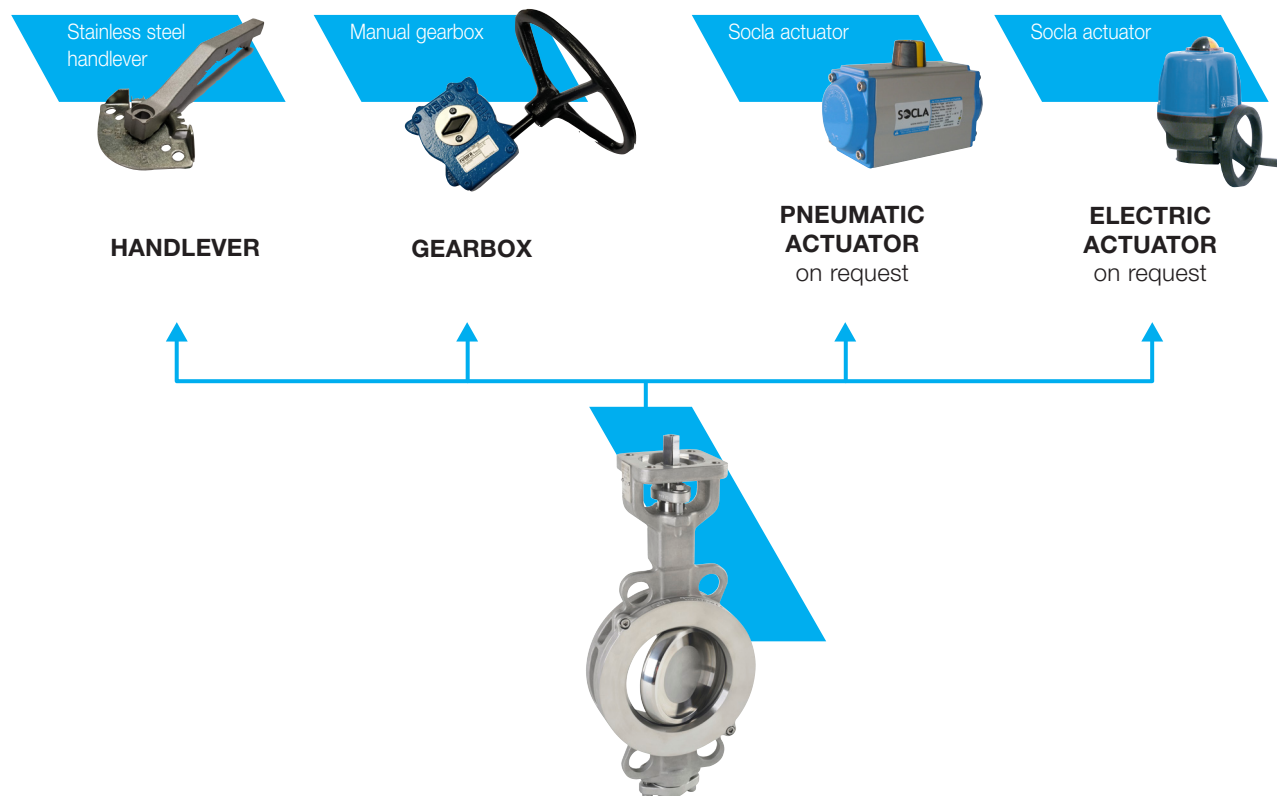 Stainless steel
handlever
Manual gearbox
Socla actuator
Socla actuator
SOCLA
HANDLEVER
GEARBOX
PNEUMATIC
ACTUATOR
on request
ELECTRIC
ACTUATOR
on request